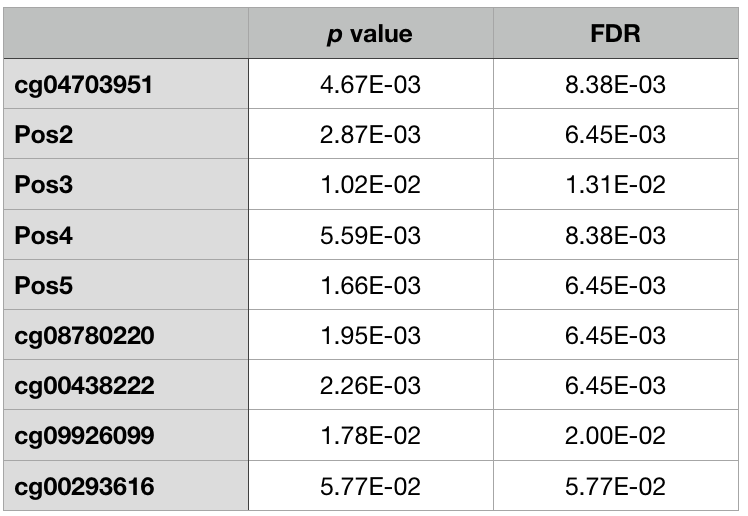 p value FDR
cg04703951 4.67E-03 8.38E-03
Pos2 2.87E-03 6.45E-03
Pos3 1.02E-02 1.31E-02
Pos4 5.59E-03 8.38E-03
Pos5 1.66E-03 6.45E-03
cg08780220 1.95E-03 6.45E-03
cg00438222 2.26E-03 6.45E-03
cg09926099 1.78E-02 2.00E-02
cg00293616 5.77E-02 5.77E-02